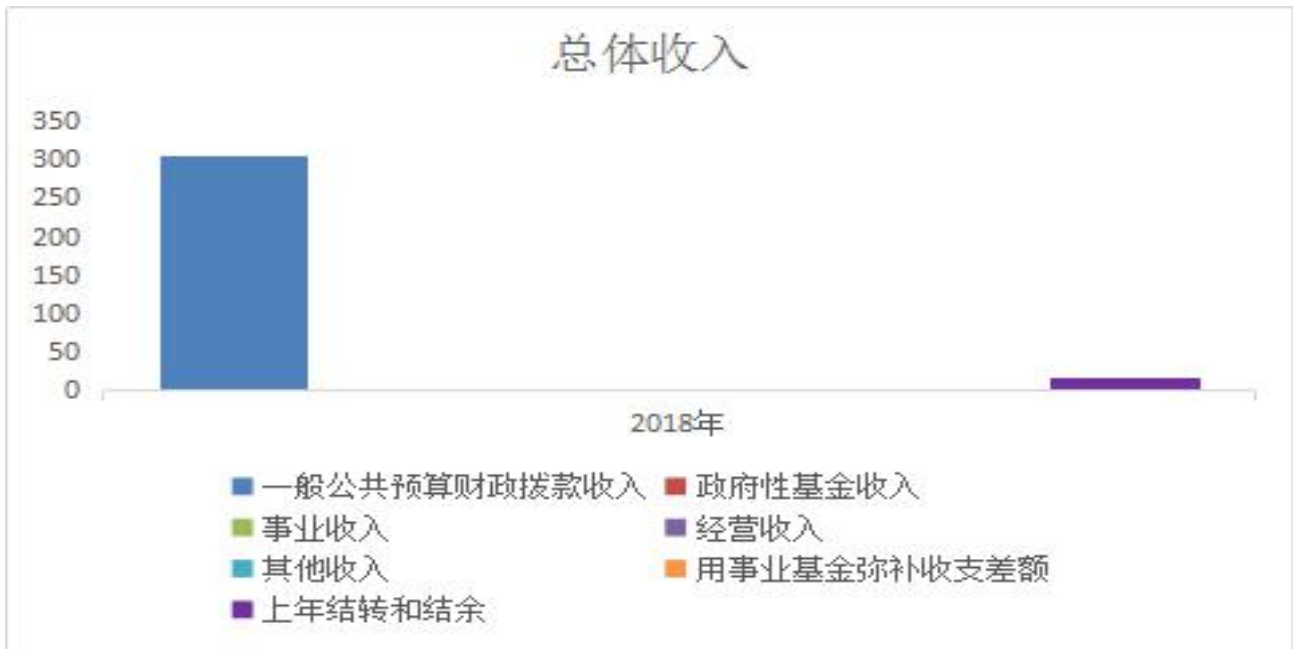 总体收入
350
300
250
200
150
100
50
0
2018年
一般公共预算财政拨款收入 政府性基金收入
事业收入 经营收入
其他收入 用事业基金弥补收支差额
上年结转和结余